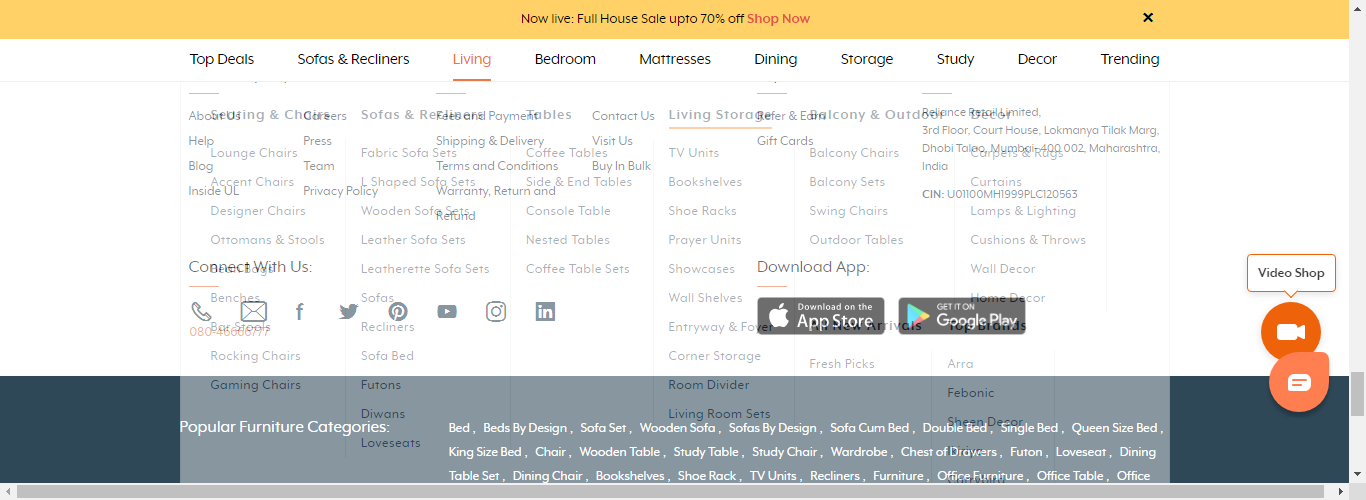 Now live: Full House Sale upto 70% off Shop Now
Top Deals Sofas & Recliners Living Bedroom Mattresses Dining Storage Study Decor Trending
Seating & Chairs
Lounge Chairs
Accent Chairs
Designer Chairs
Ottomans & Stools
Bean Bags
Benches
Bar Stools
Rocking Chairs
Gaming Chairs
Sofas & Recliners
Fabric Sofa Sets
L Shaped Sofa Sets
Wooden Sofa Sets
Leather Sofa Sets
Leatherette Sofa Sets
Sofas
Recliners
Sofa Bed
Futons
Diwans
Loveseats
Tables
Coffee Tables
Side & End Tables
Console Table
Nested Tables
Coffee Table Sets
Living Storage
TV Units
Bookshelves
Shoe Racks
Prayer Units
Showcases
Wall Shelves
Entryway & Foyer
Corner Storage
Room Divider
Living Room Sets
Balcony & Outdoor
Balcony Chairs
Balcony Sets
Swing Chairs
Outdoor Tables
All New Arrivals
Fresh Picks
Decor
Carpets & Rugs
Curtains
Lamps & Lighting
Cushions & Throws
Wall Decor
Home Decor
Top Brands
Arra
Febonic
Sheen Decor
About Us
Help
Blog
Inside UL
Careers
Press
Team
Privacy Policy
Fees and Payment
Shipping & Delivery
Terms and Conditions
Warranty, Return and
Refund
Contact Us
Visit Us
Buy In Bulk
Refer & Earn
Gift Cards
Reliance Retail Limited,
3rd Floor, Court House, Lokmanya Tilak Marg,
Dhobi Talao, Mumbai-400 002, Maharashtra,
India
CIN: U01100MH1999PLC120563
Connect With Us:
080-46666777
Download App:
Download on the
App Store
GET IT ON
Google Play
Video Shop
Popular Furniture Categories:
Bed , Beds By Design , Sofa Set , Wooden Sofa , Sofas By Design , Sofa Cum Bed , Double Bed , Single Bed , Queen Size Bed ,
King Size Bed , Chair , Wooden Table , Study Table , Study Chair , Wardrobe , Chest of Drawers , Futon , Loveseat , Dining
Table Set , Dining Chair , Bookshelves , Shoe Rack , TV Units , Recliners , Furniture , Office Furniture , Office Table , Office